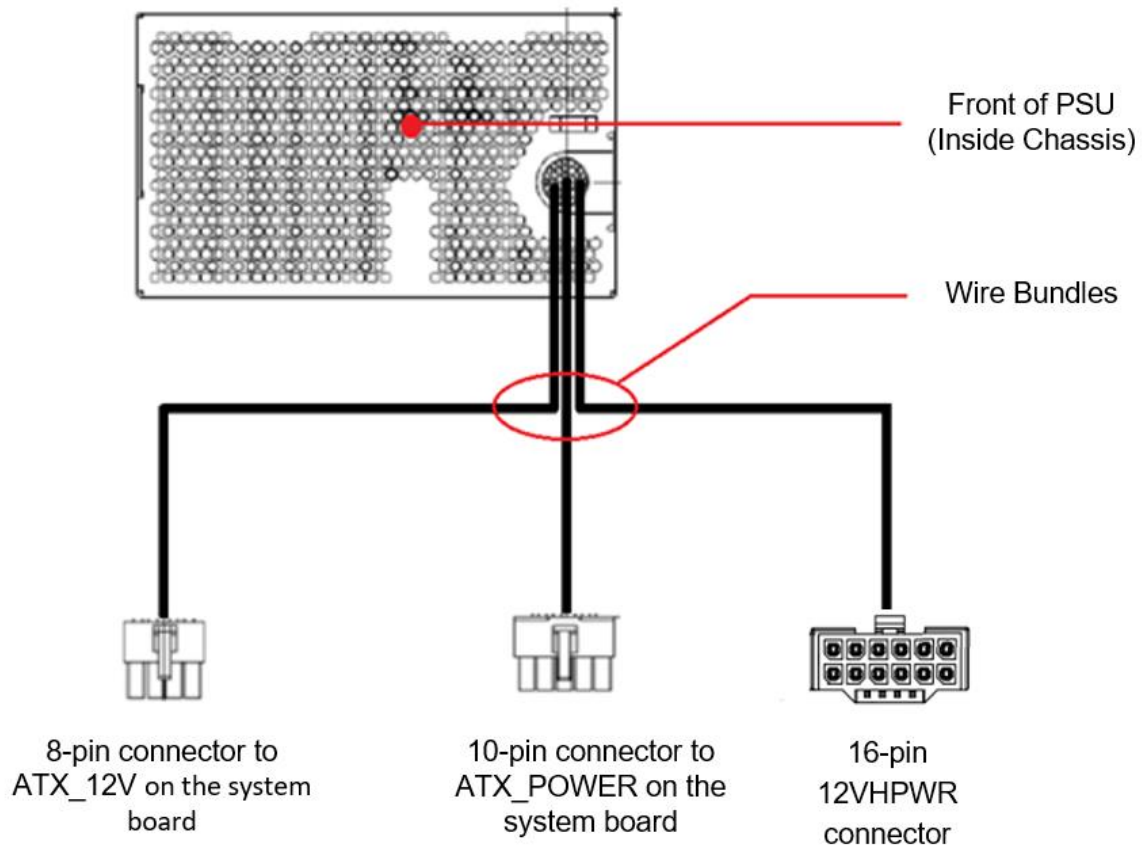 Front of PSU
(Inside Chassis)
Wire Bundles
8-pin connector to
ATX_12V on the system
board
10-pin connector to
ATX_POWER on the
system board
16-pin
12VHPWR
connector